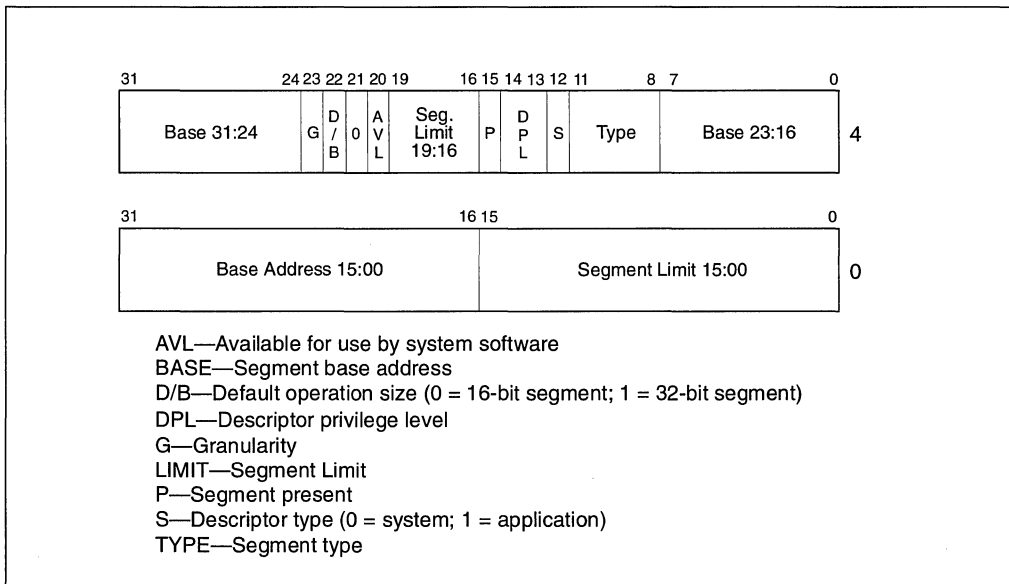 31 24 23 22 21 20 19 16 15 14 13 12 11 8 7 0
Base 31:24 G D/B 0 AVL Seg. Limit 19:16 P DPL S Type Base 23:16 4
31 16 15 0
Base Address 15:00 Segment Limit 15:00 0
AVL—Available for use by system software
BASE—Segment base address
D/B—Default operation size (0 = 16-bit segment; 1 = 32-bit segment)
DPL—Descriptor privilege level
G—Granularity
LIMIT—Segment Limit
P—Segment present
S—Descriptor type (0 = system; 1 = application)
TYPE—Segment type